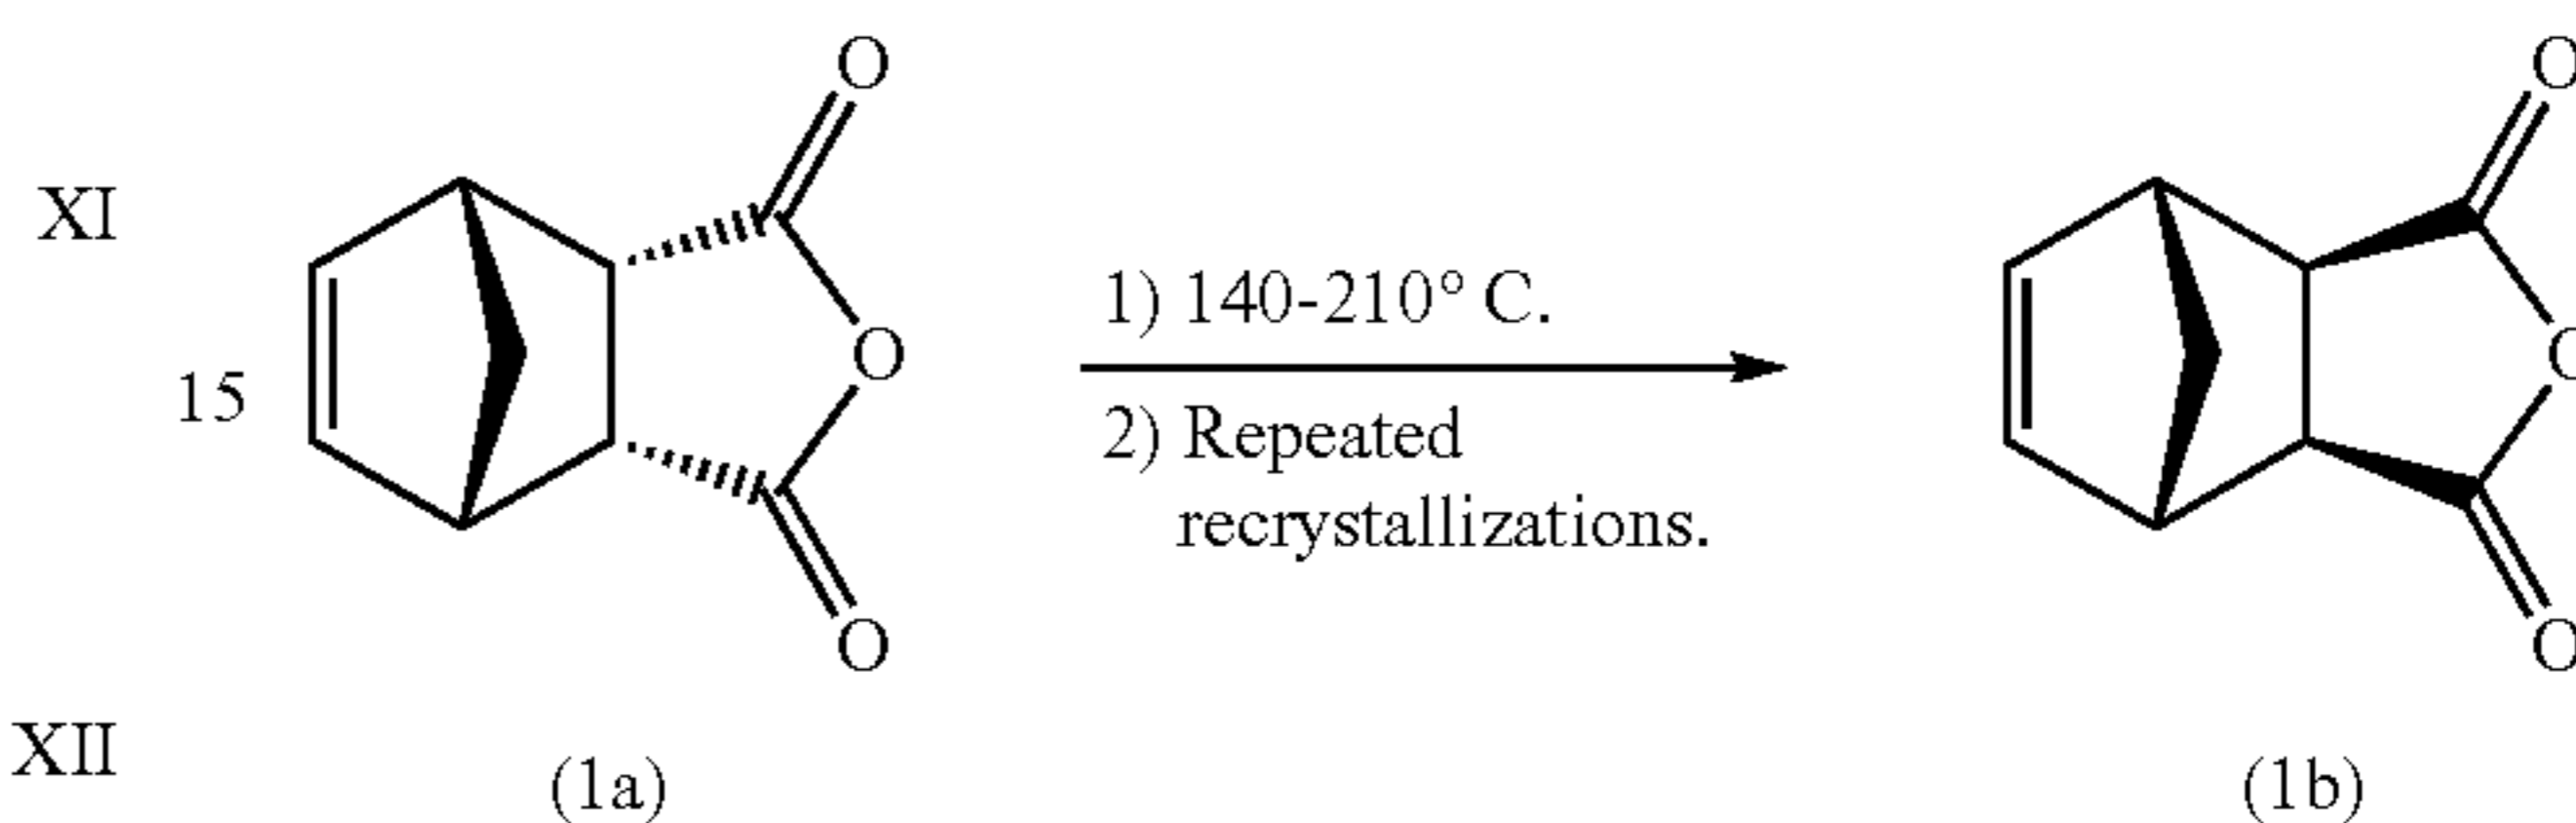 O
XI
1) 140-210° C.
O
15
2) Repeated
recrystallizations.
O
XII
(1a)
O
O
(1b)